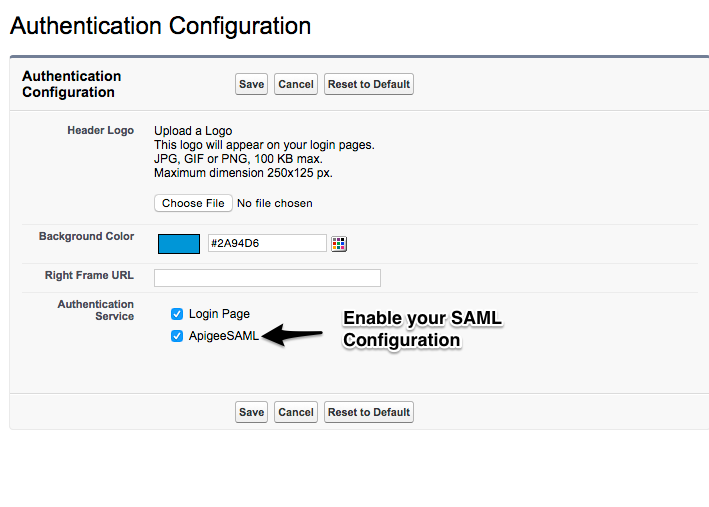 Authentication Configuration
Authentication
Configuration
Save Cancel Reset to Default
Header Logo
Upload a Logo
This logo will appear on your login pages.
JPG, GIF or PNG, 100 KB max.
Maximum dimension 250x125 px.
Choose File No file chosen
Background Color
#2A94D6
Right Frame URL
Authentication
Service
Login Page
ApigeeSAML
Enable your SAML
Configuration
Save Cancel Reset to Default